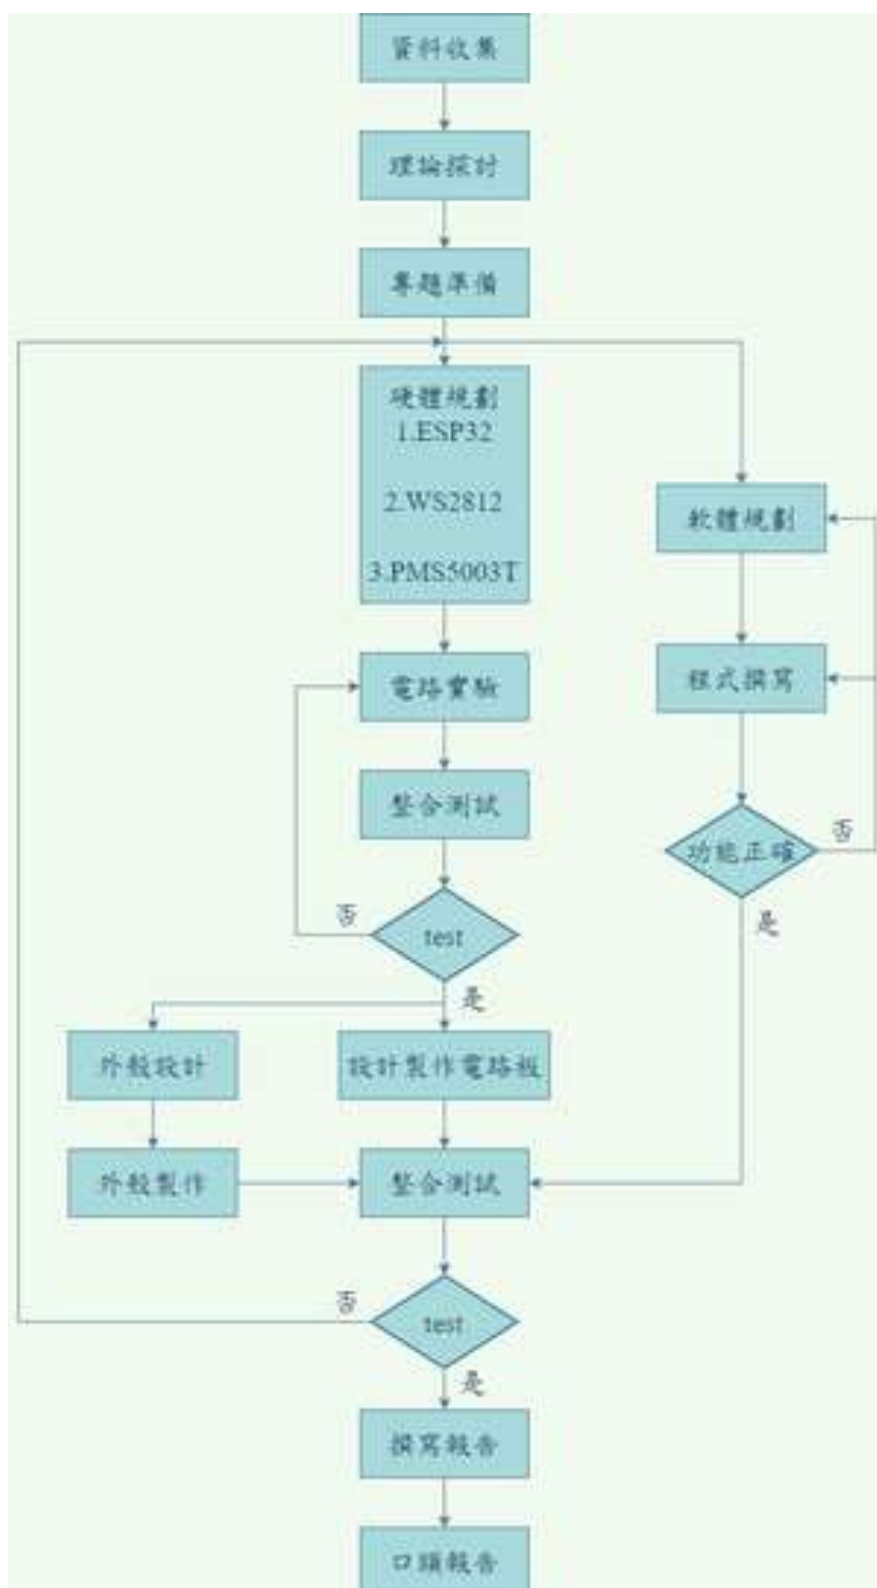 資料收集
理論探討
專題準備
硬體規劃
1.ESP32
2.WS2812
3.PMS5003T
軟體規劃
電路實驗
程式撰寫
整合測試
功能正確
否
是
test
否
是
外殼設計
設計製作電路板
外殼製作
整合測試
test
否
是
撰寫報告
口頭報告